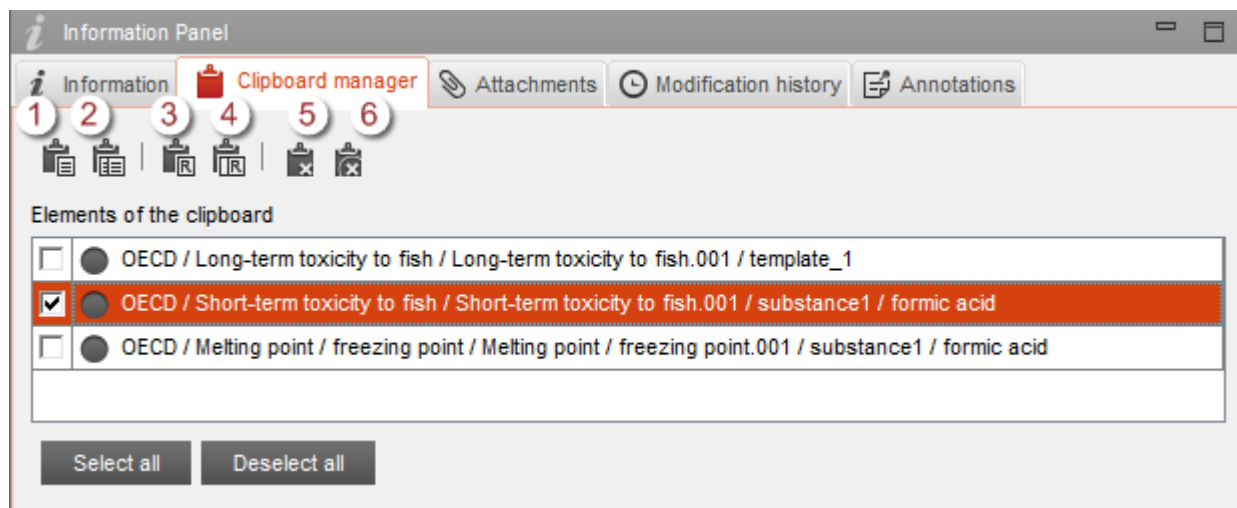 Information Panel
Information Clipboard manager Attachments Modification history Annotations
1 2 3 4 5 6
R R
Elements of the clipboard
OECD / Long-term toxicity to fish / Long-term toxicity to fish.001 / template_1
OECD / Short-term toxicity to fish / Short-term toxicity to fish.001 / substance1 / formic acid
OECD / Melting point / freezing point / Melting point / freezing point.001 / substance1 / formic acid
Select all Deselect all